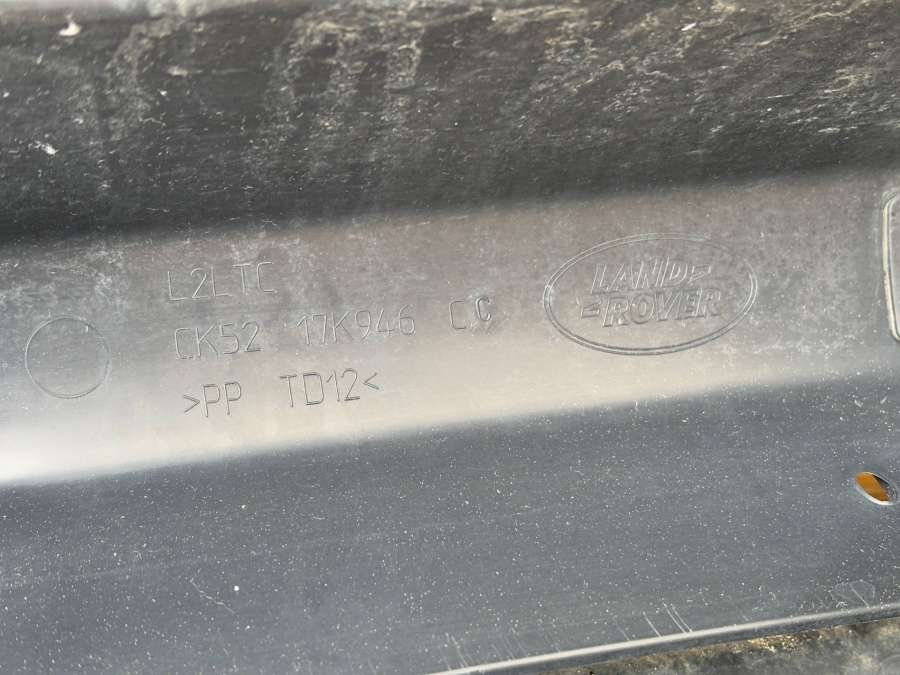 L2LTC
CK52 17K946 CC
>PP TD12<
LAND-
-ROVER